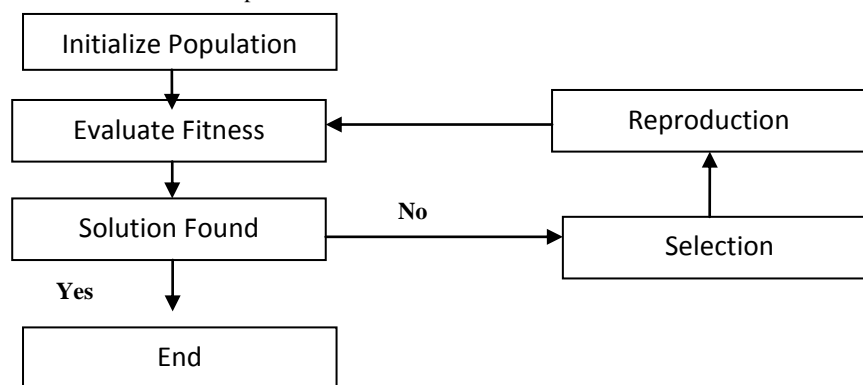 Initialize Population
Evaluate Fitness
Reproduction
Solution Found
No
Selection
Yes
End